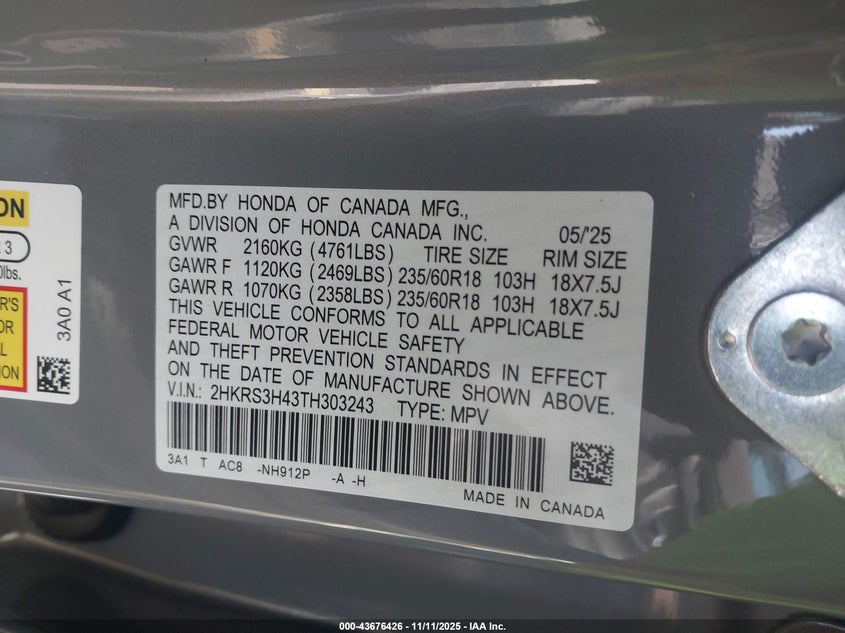 ON
3
0lbs.
R'S
OR
L
TION
3A0 A1
MFD.BY HONDA OF CANADA MFG.,
A DIVISION OF HONDA CANADA INC. 05/'25
GVWR 2160KG (4761LBS) TIRE SIZE RIM SIZE
GAWR F 1120KG (2469LBS) 235/60R18 103H 18X7.5J
GAWR R 1070KG (2358LBS) 235/60R18 103H 18X7.5J
THIS VEHICLE CONFORMS TO ALL APPLICABLE
FEDERAL MOTOR VEHICLE SAFETY
AND THEFT PREVENTION STANDARDS IN EFFECT
ON THE DATE OF MANUFACTURE SHOWN ABOVE.
V.I.N.: 2HKRS3H43TH303243 TYPE: MPV
3A1 T AC8 -NH912P -A -H
MADE IN CANADA
000-43676426 - 11/11/2025 - IAA Inc.